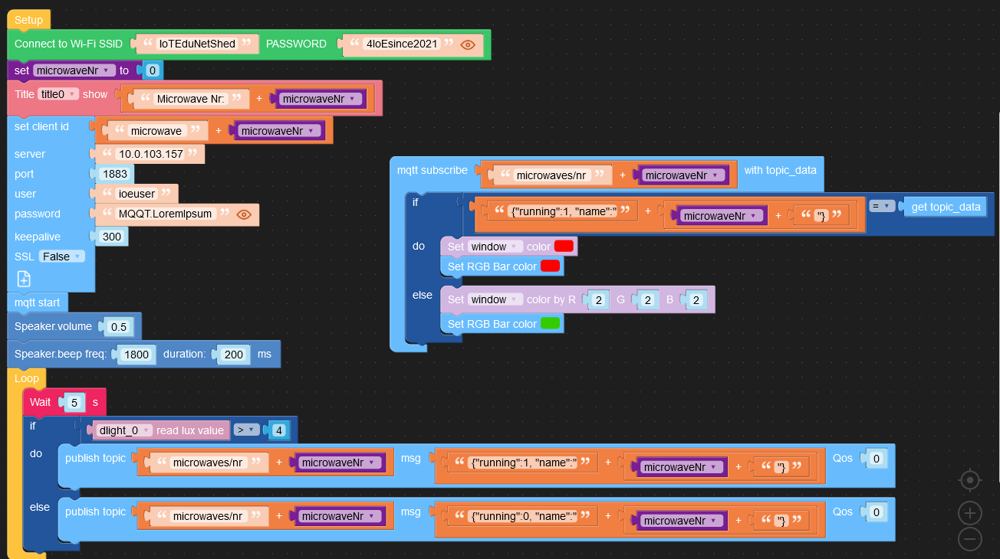 Setup
Connect to Wi-Fi SSID “ IoTEduNetShed ” PASSWORD “ 4IoEsince2021 ”
set microwaveNr to 0
Title title0 show “ Microwave Nr: ” + microwaveNr
set client id “ microwave ” + microwaveNr
server “ 10.0.103.157 ”
port 1883
user “ ioeuser ”
password “ MQQT.LoremIpsum ”
keepalive 300
SSL False
mqtt start
Speaker.volume 0.5
Speaker.beep freq: 1800 duration: 200 ms
Loop
Wait 5 s
if dlight_0 read lux value > 4
do publish topic “ microwaves/nr ” + microwaveNr msg “ {"running":1, "name":" ” + microwaveNr + “ "} ” Qos 0
else publish topic “ microwaves/nr ” + microwaveNr msg “ {"running":0, "name":" ” + microwaveNr + “ "} ” Qos 0
mqtt subscribe “ microwaves/nr ” + microwaveNr with topic_data
if “ {"running":1, "name":" ” + microwaveNr + “ "} ” = get topic_data
do Set window color
Set RGB Bar color
else Set window color by R 2 G 2 B 2
Set RGB Bar color